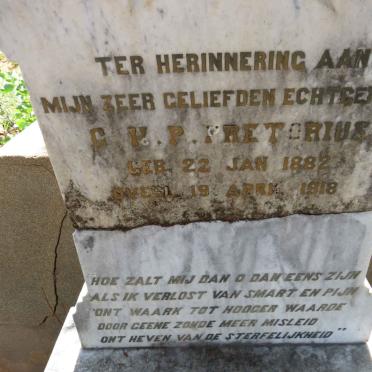 TER HERINNERING AAN
MIJN ZEER GELIEFDEN ECHTGE
PRETORIUS
GEB. 22 JAN 1882
OVERL. 19 APRIL 1918
HOE ZALT MIJ DAN O DAN EENS ZIJN
ALS IK VERLOST VAN SMART EN PIJN
ONT WAARK TOT HOOGER WAARDE
DOOR GEENE ZONDE MEER MISLEID
ONT HEVEN VAN DE STERFELIJKHEID"